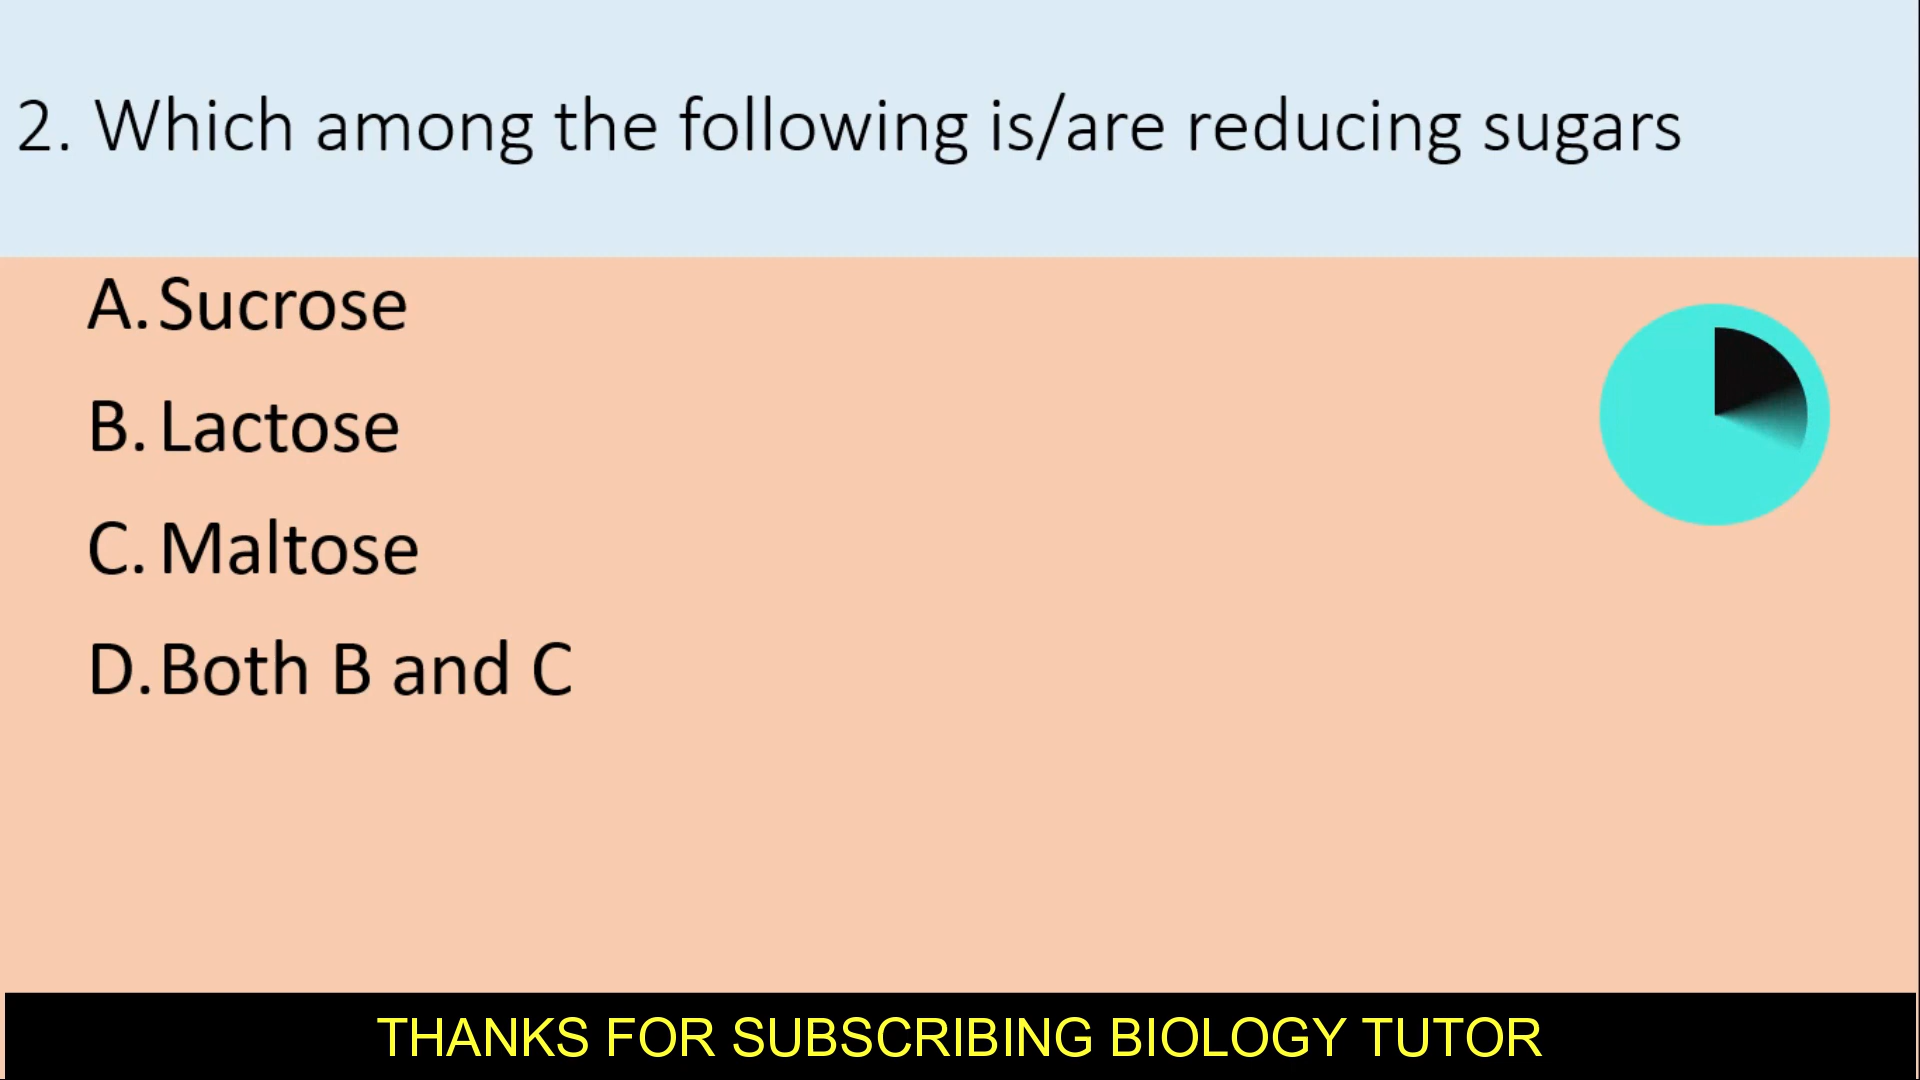 2. Which among the following is/are reducing sugars
A. Sucrose
B. Lactose
C. Maltose
D. Both B and C
THANKS FOR SUBSCRIBING BIOLOGY TUTOR